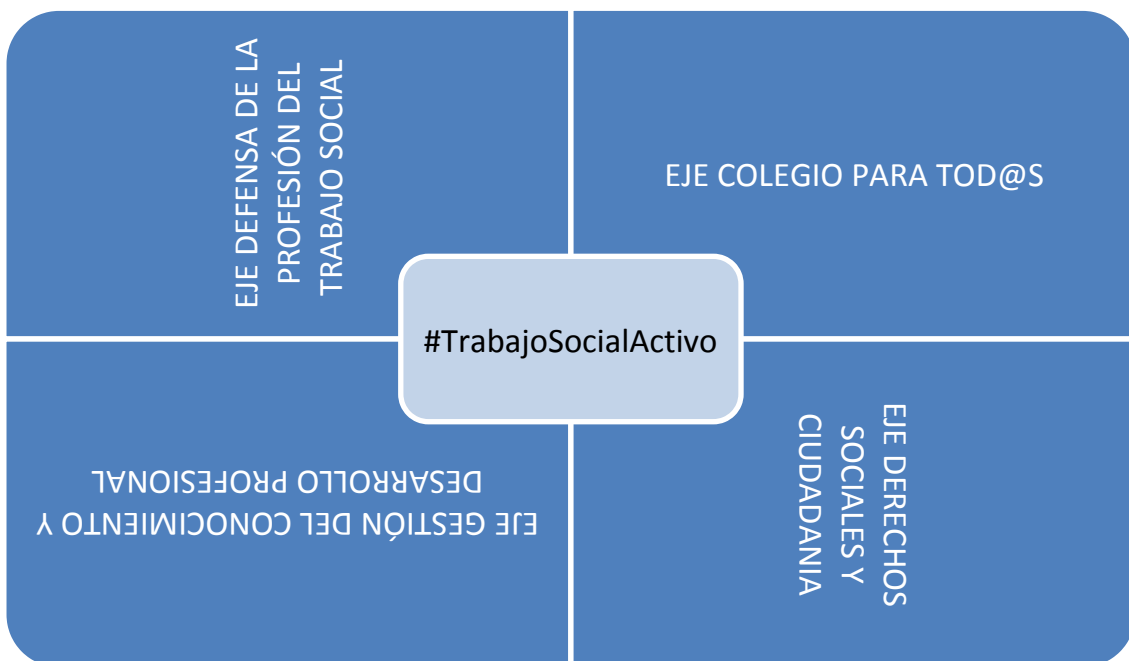 EJE DEFENSA DE LA
PROFESIÓN DEL
TRABAJO SOCIAL
EJE COLEGIO PARA TOD@S
#TrabajoSocialActivo
EJE GESTIÓN DEL CONOCIMIENTO Y
DESARROLLO PROFESIONAL
EJE DERECHOS
SOCIALES Y
CIUDADANIA